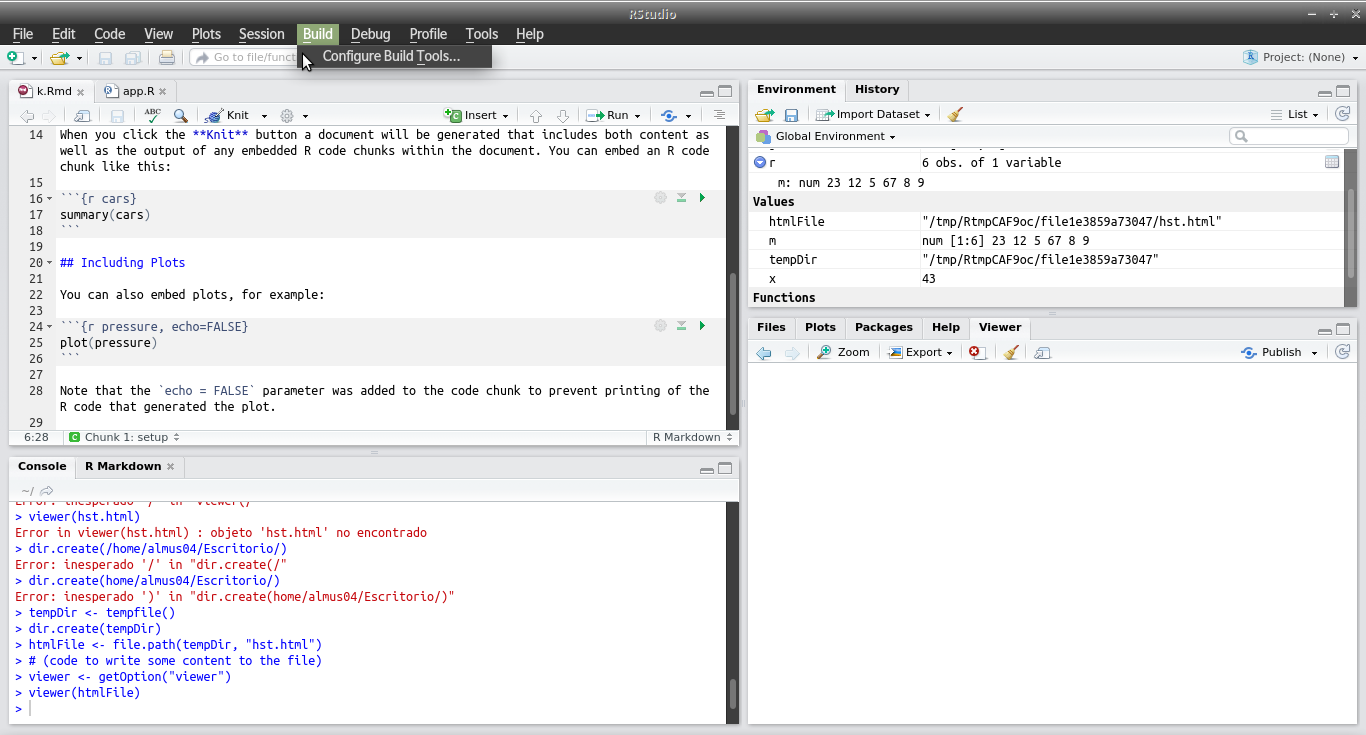 RStudio
File Edit Code View Plots Session Build Debug Profile Tools Help
Configure Build Tools...
Go to file/funct
Project: (None)
k.Rmd
app.R
ABC
Knit
Insert
Run
14 When you click the **Knit** button a document will be generated that includes both content as
well as the output of any embedded R code chunks within the document. You can embed an R code
chunk like this:
15
16 ```{r cars}
17 summary(cars)
18 ```
19
20 ## Including Plots
21
22 You can also embed plots, for example:
23
24 ```{r pressure, echo=FALSE}
25 plot(pressure)
26 ```
27
28 Note that the `echo = FALSE` parameter was added to the code chunk to prevent printing of the
R code that generated the plot.
29
6:28
C Chunk 1: setup
R Markdown
Console
R Markdown
~/
> viewer(hst.html)
Error in viewer(hst.html) : objeto 'hst.html' no encontrado
> dir.create(/home/almus04/Escritorio/)
Error: inesperado '/' in "dir.create(/"
> dir.create(home/almus04/Escritorio/)
Error: inesperado ')' in "dir.create(home/almus04/Escritorio/)"
> tempDir <- tempfile()
> dir.create(tempDir)
> htmlFile <- file.path(tempDir, "hst.html")
> # (code to write some content to the file)
> viewer <- getOption("viewer")
> viewer(htmlFile)
>
Environment
History
Import Dataset
List
Global Environment
r 6 obs. of 1 variable
m: num 23 12 5 67 8 9
Values
htmlFile "/tmp/RtmpCAF9oc/file1e3859a73047/hst.html"
m num [1:6] 23 12 5 67 8 9
tempDir "/tmp/RtmpCAF9oc/file1e3859a73047"
x 43
Functions
Files Plots Packages Help Viewer
Zoom
Export
Publish